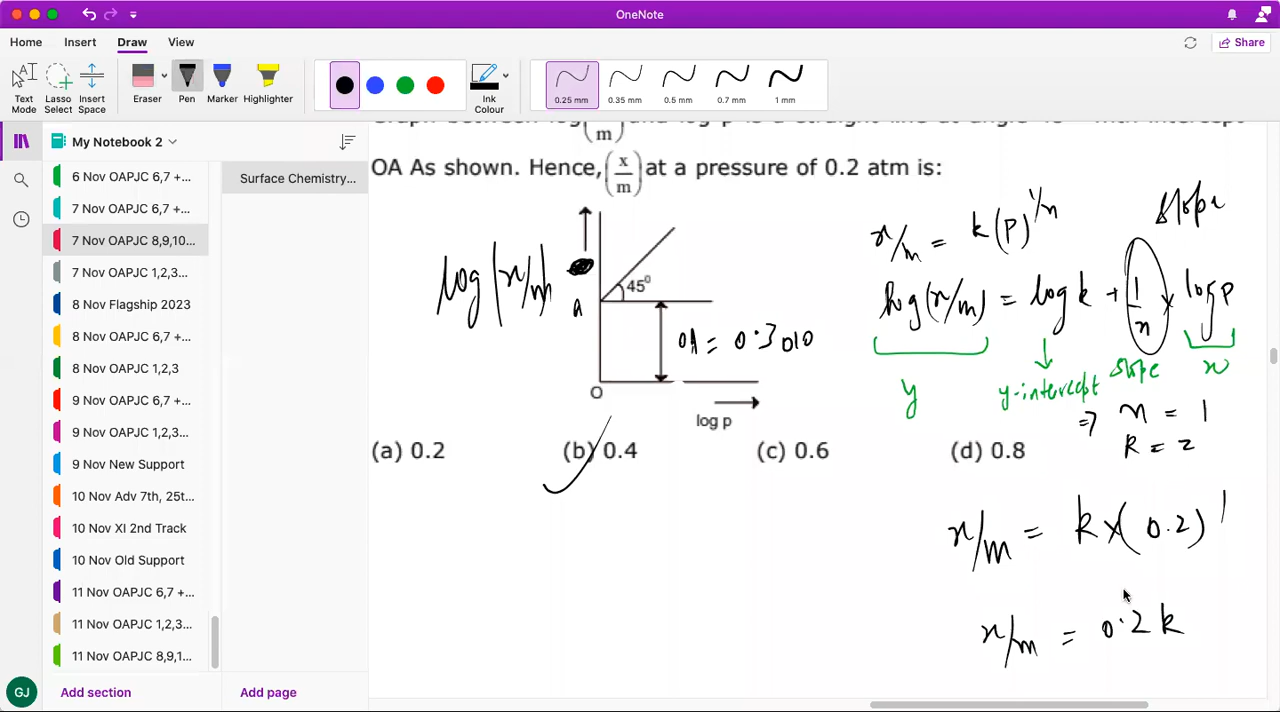 OneNote
Home Insert Draw View
Share
Text Mode
Lasso Select
Insert Space
Eraser
Pen
Marker
Highlighter
0.25 mm
0.35 mm
0.5 mm
0.7 mm
1 mm
Ink Colour
My Notebook 2
6 Nov OAPJC 6,7 +...
7 Nov OAPJC 6,7 +...
7 Nov OAPJC 8,9,10...
7 Nov OAPJC 1,2,3...
8 Nov Flagship 2023
8 Nov OAPJC 6,7 +...
8 Nov OAPJC 1,2,3
9 Nov OAPJC 6,7 +...
9 Nov OAPJC 1,2,3...
9 Nov New Support
10 Nov Adv 7th, 25t...
10 Nov XI 2nd Track
10 Nov Old Support
11 Nov OAPJC 6,7 +...
11 Nov OAPJC 1,2,3...
11 Nov OAPJC 8,9,1...
GJ
Add section
Add page
Surface Chemistry...
m
OA As shown. Hence, (x/m) at a pressure of 0.2 atm is:
log(x/m)
A
45⁰
OA = 0.3010
O
log p
(a) 0.2 (b) 0.4 (c) 0.6 (d) 0.8
slope
x/m = k(p)^1/n
log(x/m) = log k + 1/n × log p
y y-intercept slope x
⇒ n = 1
k = 2
x/m = k×(0.2)^1
x/m = 0.2 k